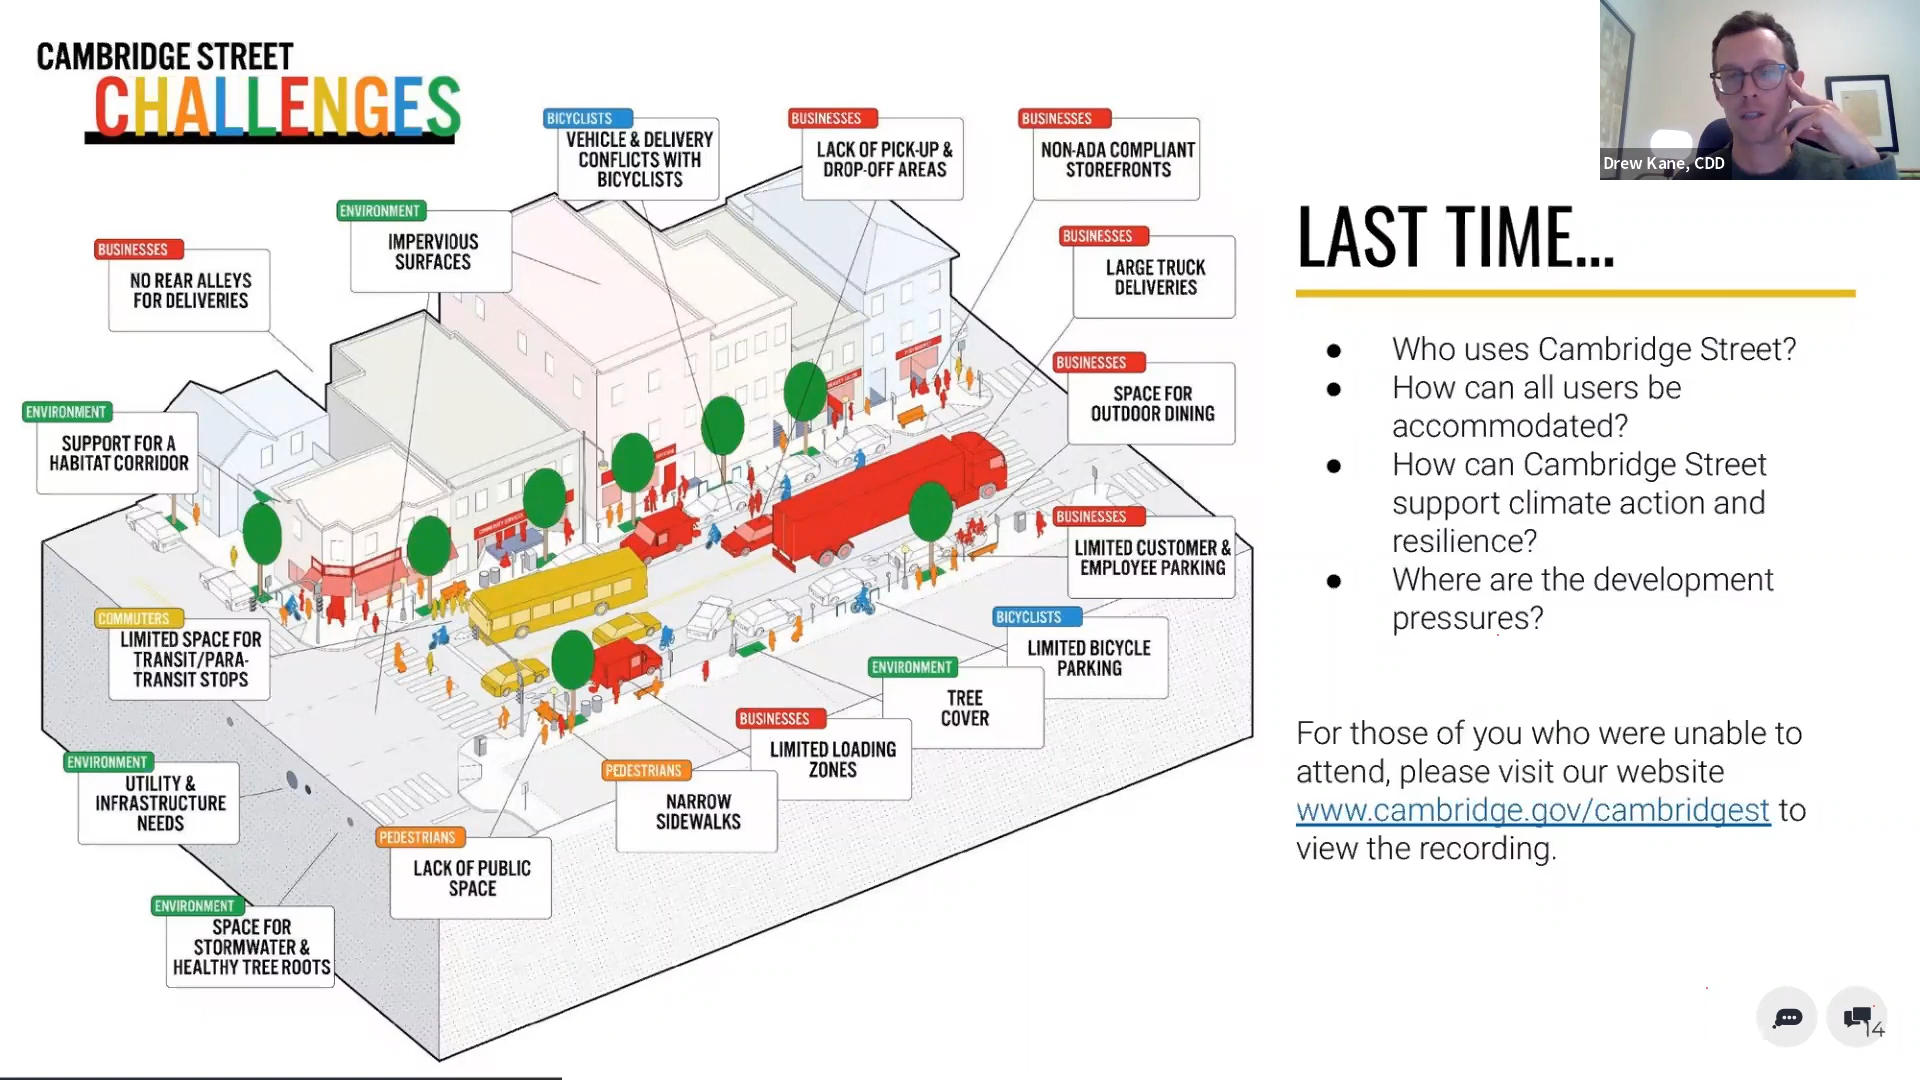 CAMBRIDGE STREET
CHALLENGES
BICYCLISTS
VEHICLE & DELIVERY
CONFLICTS WITH
BICYCLISTS
BUSINESSES
LACK OF PICK-UP &
DROP-OFF AREAS
BUSINESSES
NON-ADA COMPLIANT
STOREFRONTS
ENVIRONMENT
IMPERVIOUS
SURFACES
BUSINESSES
NO REAR ALLEYS
FOR DELIVERIES
BUSINESSES
LARGE TRUCK
DELIVERIES
BUSINESSES
SPACE FOR
OUTDOOR DINING
ENVIRONMENT
SUPPORT FOR A
HABITAT CORRIDOR
BUSINESSES
LIMITED CUSTOMER &
EMPLOYEE PARKING
COMMUTERS
LIMITED SPACE FOR
TRANSIT/PARA-
TRANSIT STOPS
BICYCLISTS
LIMITED BICYCLE
PARKING
ENVIRONMENT
TREE
COVER
BUSINESSES
LIMITED LOADING
ZONES
ENVIRONMENT
UTILITY &
INFRASTRUCTURE
NEEDS
PEDESTRIANS
NARROW
SIDEWALKS
PEDESTRIANS
LACK OF PUBLIC
SPACE
ENVIRONMENT
SPACE FOR
STORMWATER &
HEALTHY TREE ROOTS
Drew Kane, CDD
LAST TIME...
● Who uses Cambridge Street?
● How can all users be
accommodated?
● How can Cambridge Street
support climate action and
resilience?
● Where are the development
pressures?
For those of you who were unable to
attend, please visit our website
www.cambridge.gov/cambridgest to
view the recording.
14